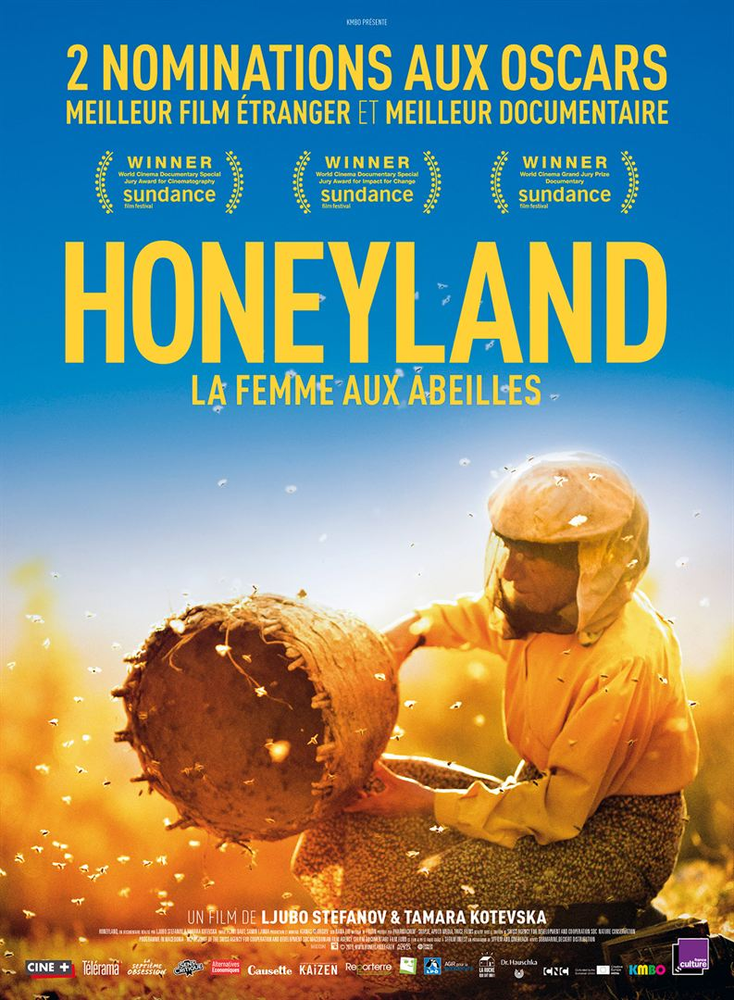 KMBO PRÉSENTE
2 NOMINATIONS AUX OSCARS
MEILLEUR FILM ÉTRANGER ET MEILLEUR DOCUMENTAIRE
WINNER
World Cinema Documentary Special
Jury Award for Cinematography
sundance
film festival
WINNER
World Cinema Documentary Special
Jury Award for Impact for Change
sundance
film festival
WINNER
World Cinema Grand Jury Prize
Documentary
sundance
film festival
HONEYLAND
LA FEMME AUX ABEILLES
UN FILM DE LJUBO STEFANOV & TAMARA KOTEVSKA
CINE +
Télérama
LA SEPTIÈME OBSESSION
SENS CRITIQUE
Alternatives Economiques
Causette
KAIZEN
Reporterre
LA ROCHE
Dr. Hauschka
CNC
KMBO
france culture